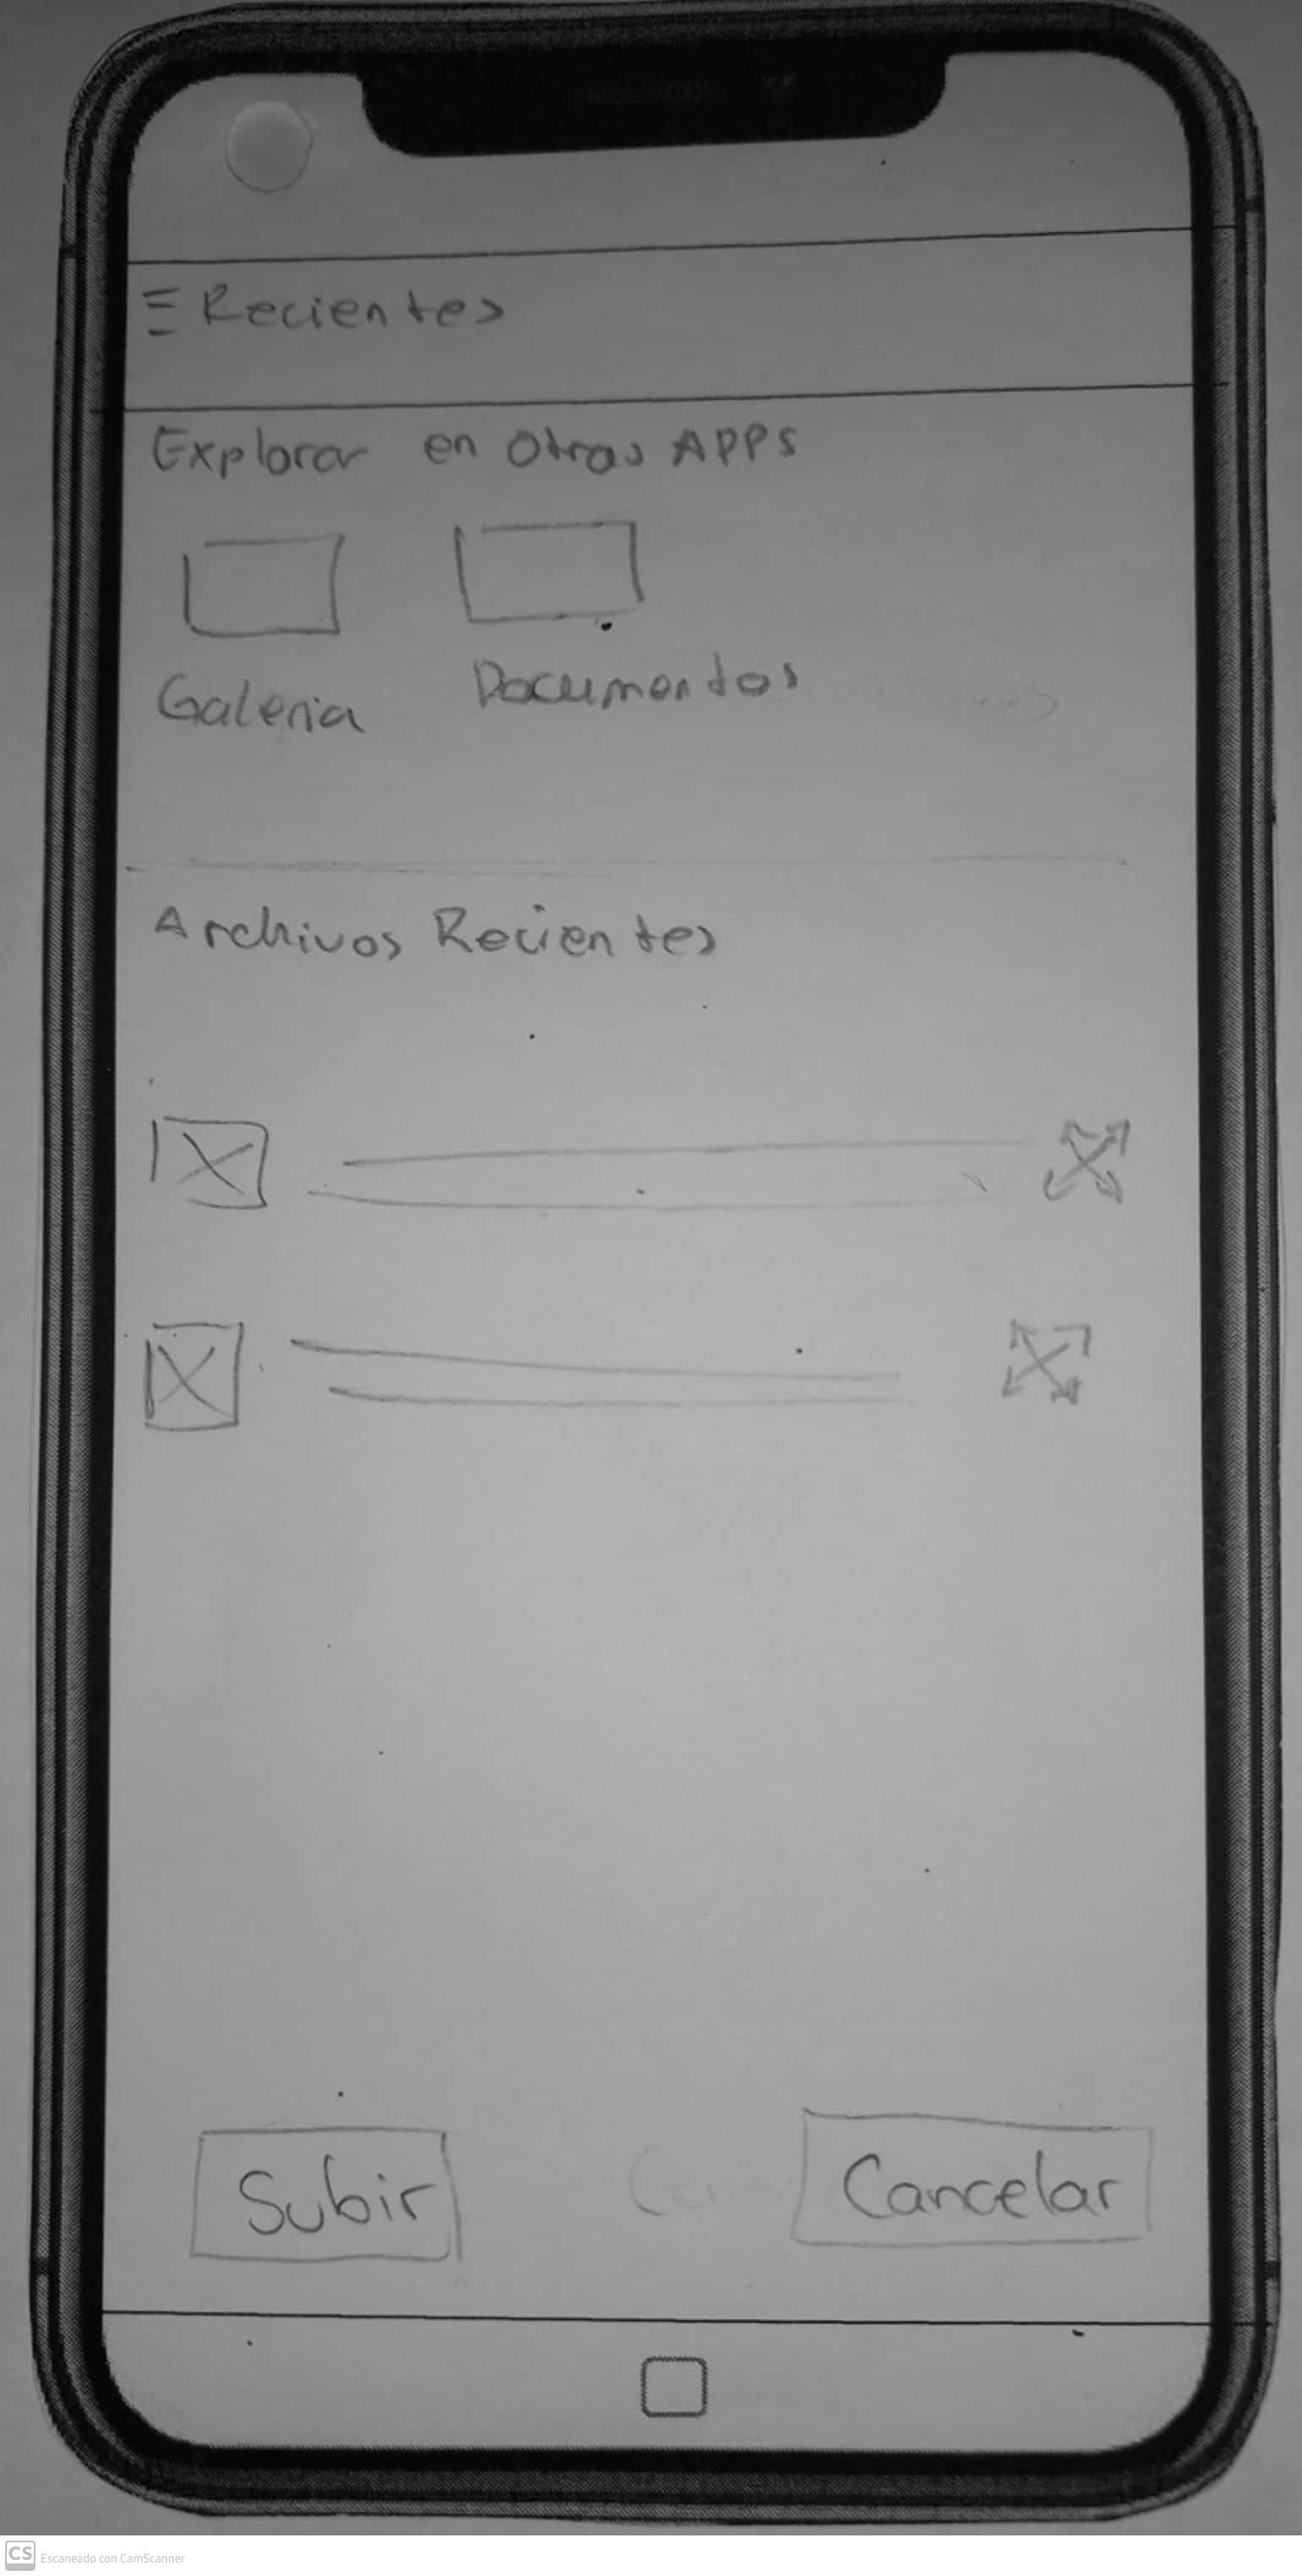 Recientes
Explorar en Otras APPS
Galeria
Documentos
Archivos Recientes
Subir
Cancelar
CS Escaneado con CamScanner